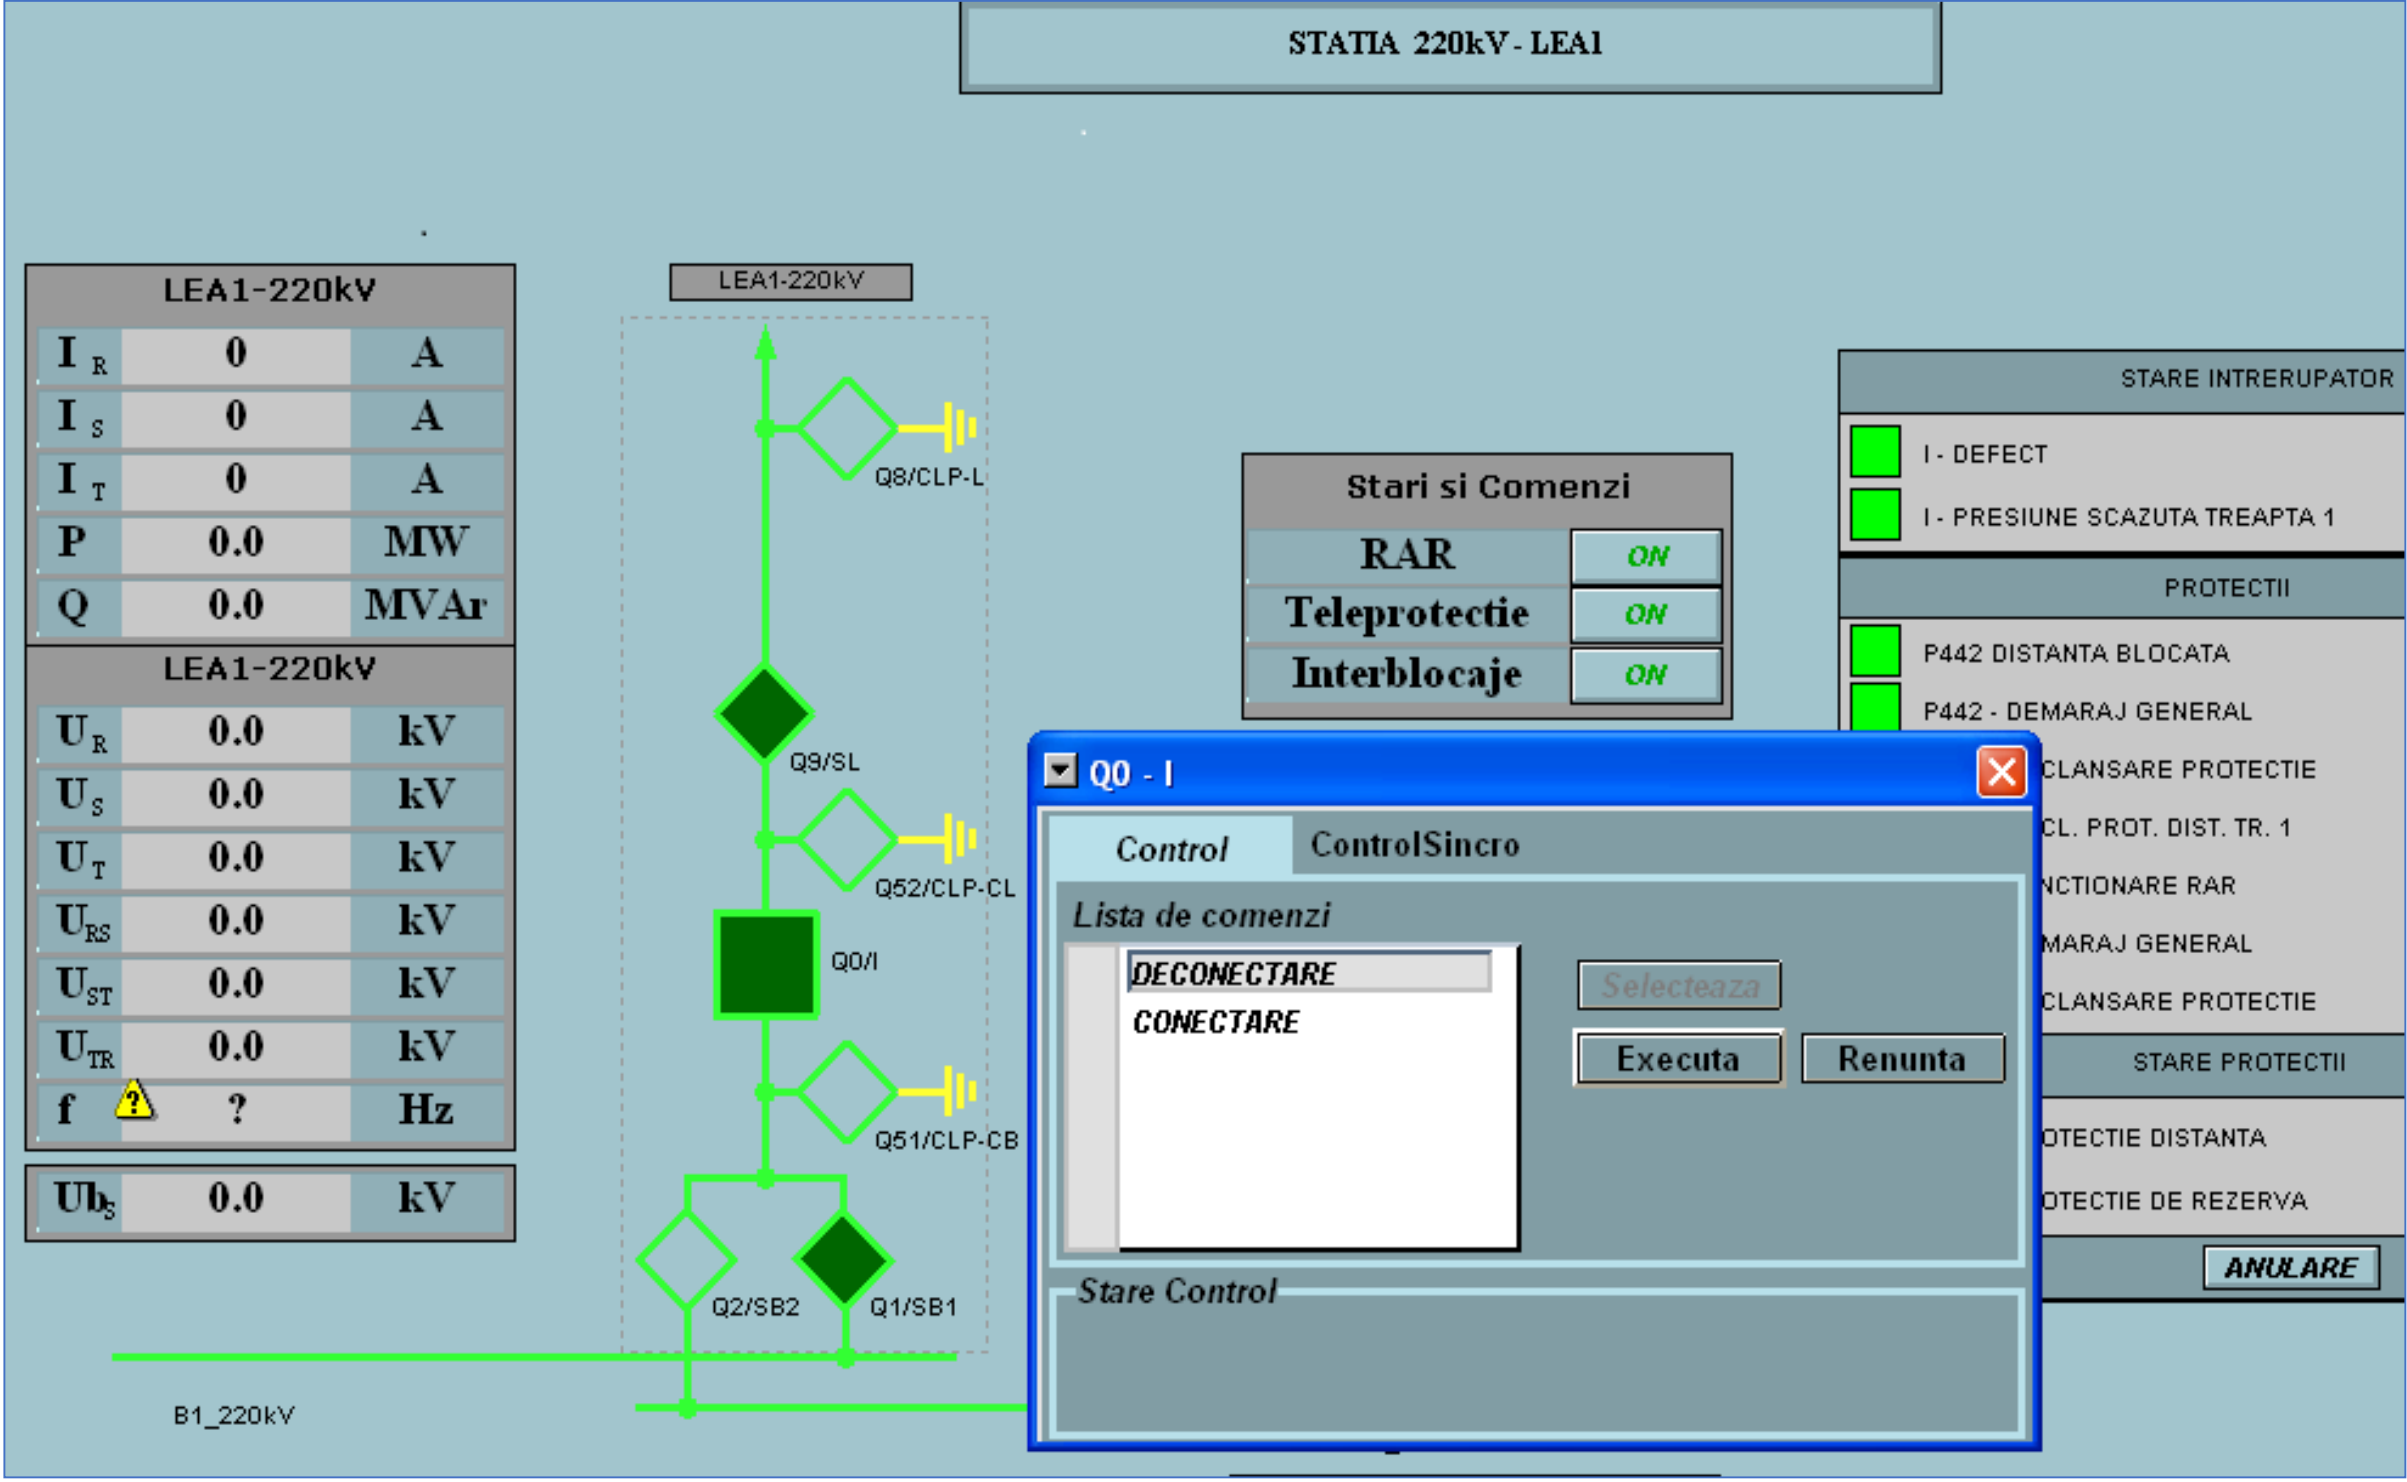 STATIA 220kV - LEA1
LEA1-220kV
I R 0 A
I S 0 A
I T 0 A
P 0.0 MW
Q 0.0 MVAr
LEA1-220kV
U R 0.0 kV
U S 0.0 kV
U T 0.0 kV
U RS 0.0 kV
U ST 0.0 kV
U TR 0.0 kV
f ? ? Hz
Ub S 0.0 kV
LEA1-220kV
Q8/CLP-L
Q9/SL
Q52/CLP-CL
Q0/I
Q51/CLP-CB
Q2/SB2
Q1/SB1
B1_220kV
Stari si Comenzi
RAR ON
Teleprotectie ON
Interblocaje ON
STARE INTRERUPATOR
I - DEFECT
I - PRESIUNE SCAZUTA TREAPTA 1
PROTECTII
P442 DISTANTA BLOCATA
P442 - DEMARAJ GENERAL
CLANSARE PROTECTIE
CL. PROT. DIST. TR. 1
NCTIONARE RAR
MARAJ GENERAL
CLANSARE PROTECTIE
STARE PROTECTII
OTECTIE DISTANTA
OTECTIE DE REZERVA
ANULARE
Q0 - I
Control ControlSincro
Lista de comenzi
DECONECTARE
CONECTARE
Selecteaza
Executa Renunta
Stare Control